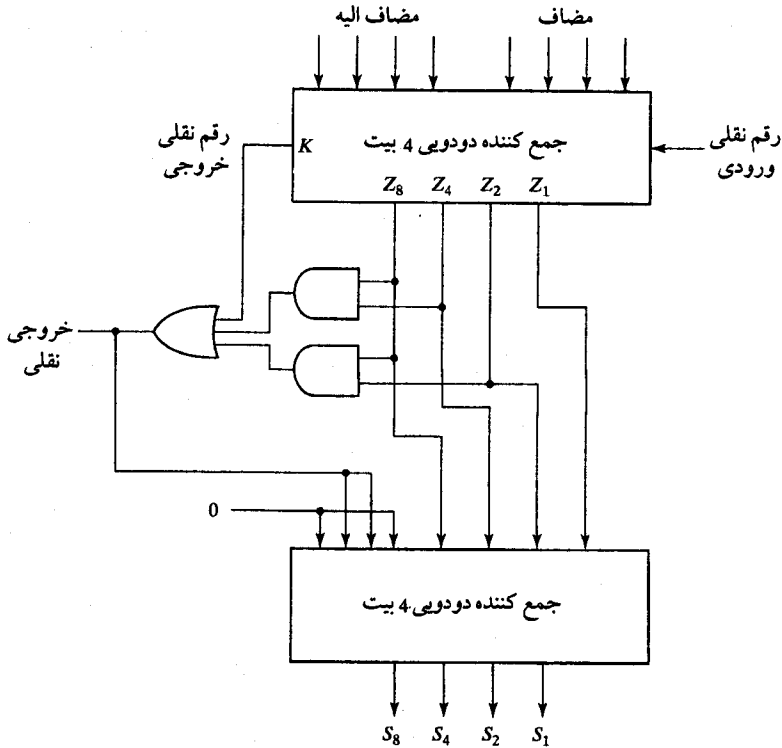 مضاف الیه
مضاف
رقم نقلی
خروجی
K
جمع کننده دودویی 4 بیت
رقم نقلی
ورودی
Z₈ Z₄ Z₂ Z₁
خروجی
نقلی
0
جمع کننده دودویی 4 بیت
S₈ S₄ S₂ S₁